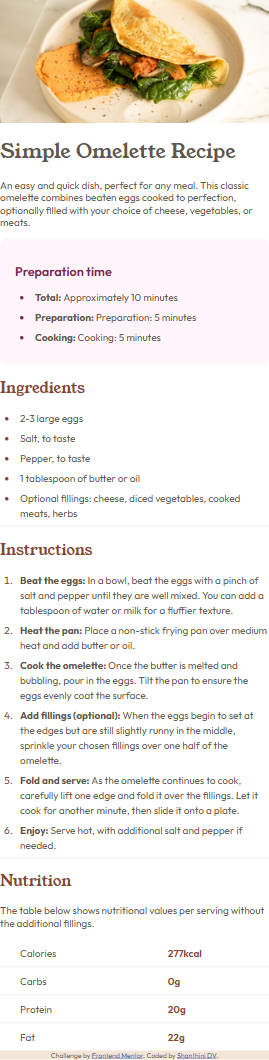 Simple Omelette Recipe
An easy and quick dish, perfect for any meal. This classic
omelette combines beaten eggs cooked to perfection,
optionally filled with your choice of cheese, vegetables, or
meats.
Preparation time
• Total: Approximately 10 minutes
• Preparation: Preparation: 5 minutes
• Cooking: Cooking: 5 minutes
Ingredients
• 2-3 large eggs
• Salt, to taste
• Pepper, to taste
• 1 tablespoon of butter or oil
• Optional fillings: cheese, diced vegetables, cooked
meats, herbs
Instructions
1. Beat the eggs: In a bowl, beat the eggs with a pinch of
salt and pepper until they are well mixed. You can add a
tablespoon of water or milk for a fluffier texture.
2. Heat the pan: Place a non-stick frying pan over medium
heat and add butter or oil.
3. Cook the omelette: Once the butter is melted and
bubbling, pour in the eggs. Tilt the pan to ensure the
eggs evenly coat the surface.
4. Add fillings (optional): When the eggs begin to set at
the edges but are still slightly runny in the middle,
sprinkle your chosen fillings over one half of the
omelette.
5. Fold and serve: As the omelette continues to cook,
carefully lift one edge and fold it over the fillings. Let it
cook for another minute, then slide it onto a plate.
6. Enjoy: Serve hot, with additional salt and pepper if
needed.
Nutrition
The table below shows nutritional values per serving without
the additional fillings.
Calories 277kcal
Carbs 0g
Protein 20g
Fat 22g
Challenge by Frontend Mentor. Coded by Shanthini DV.